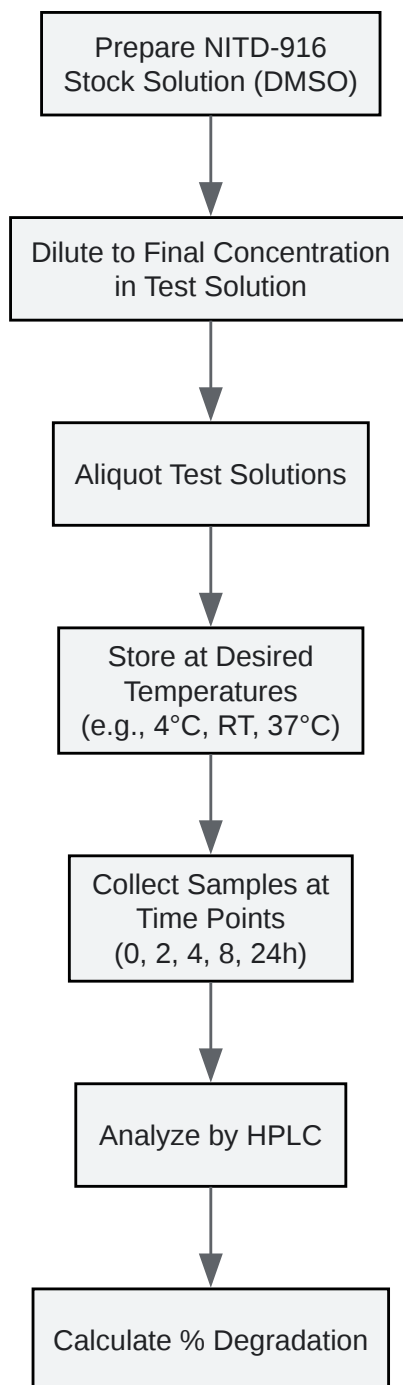 Prepare NITD-916
Stock Solution (DMSO)
Dilute to Final Concentration
in Test Solution
Aliquot Test Solutions
Store at Desired
Temperatures
(e.g., 4°C, RT, 37°C)
Collect Samples at
Time Points
(0, 2, 4, 8, 24h)
Analyze by HPLC
Calculate % Degradation